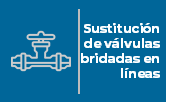 Sustitución
de válvulas
bridadas en
líneas